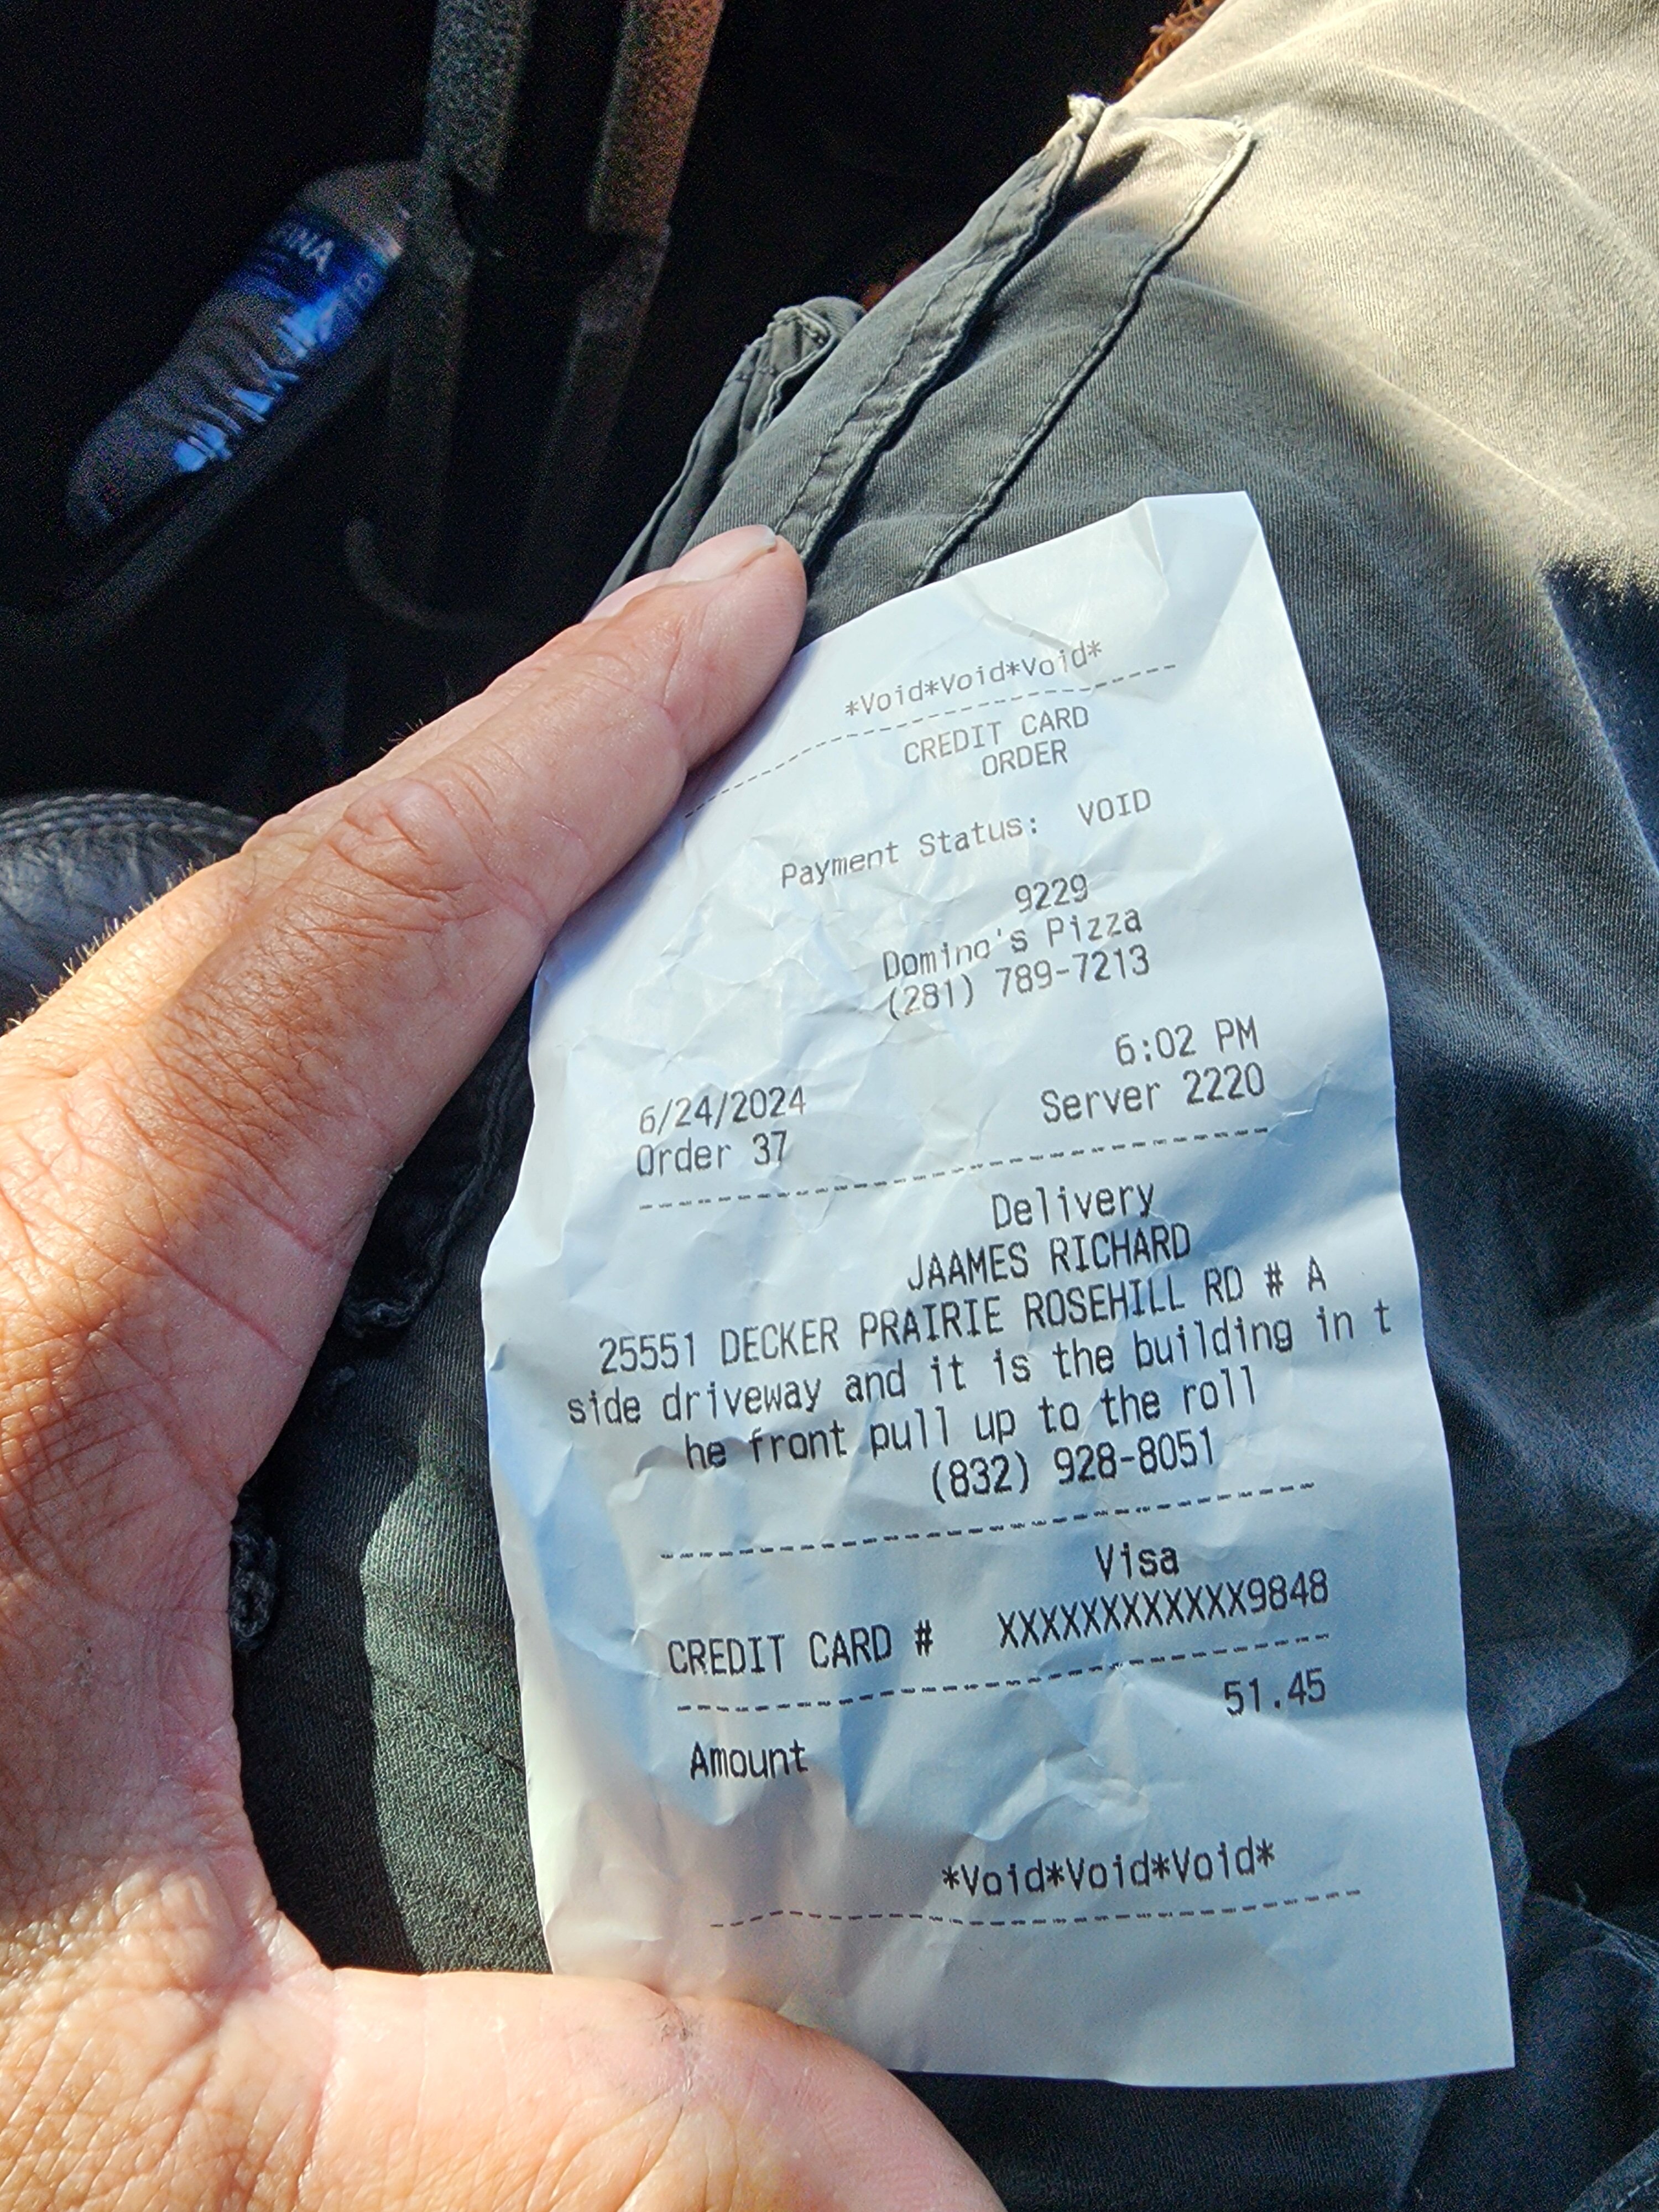 *Void*Void*Void*
CREDIT CARD
ORDER
Payment Status: VOID
9229
Domino's Pizza
(281) 789-7213
6/24/2024 6:02 PM
Order 37 Server 2220
Delivery
JAAMES RICHARD
25551 DECKER PRAIRIE ROSEHILL RD # A
side driveway and it is the building in t
he front pull up to the roll
(832) 928-8051
Visa
CREDIT CARD # XXXXXXXXXXXX9848
Amount 51.45
*Void*Void*Void*